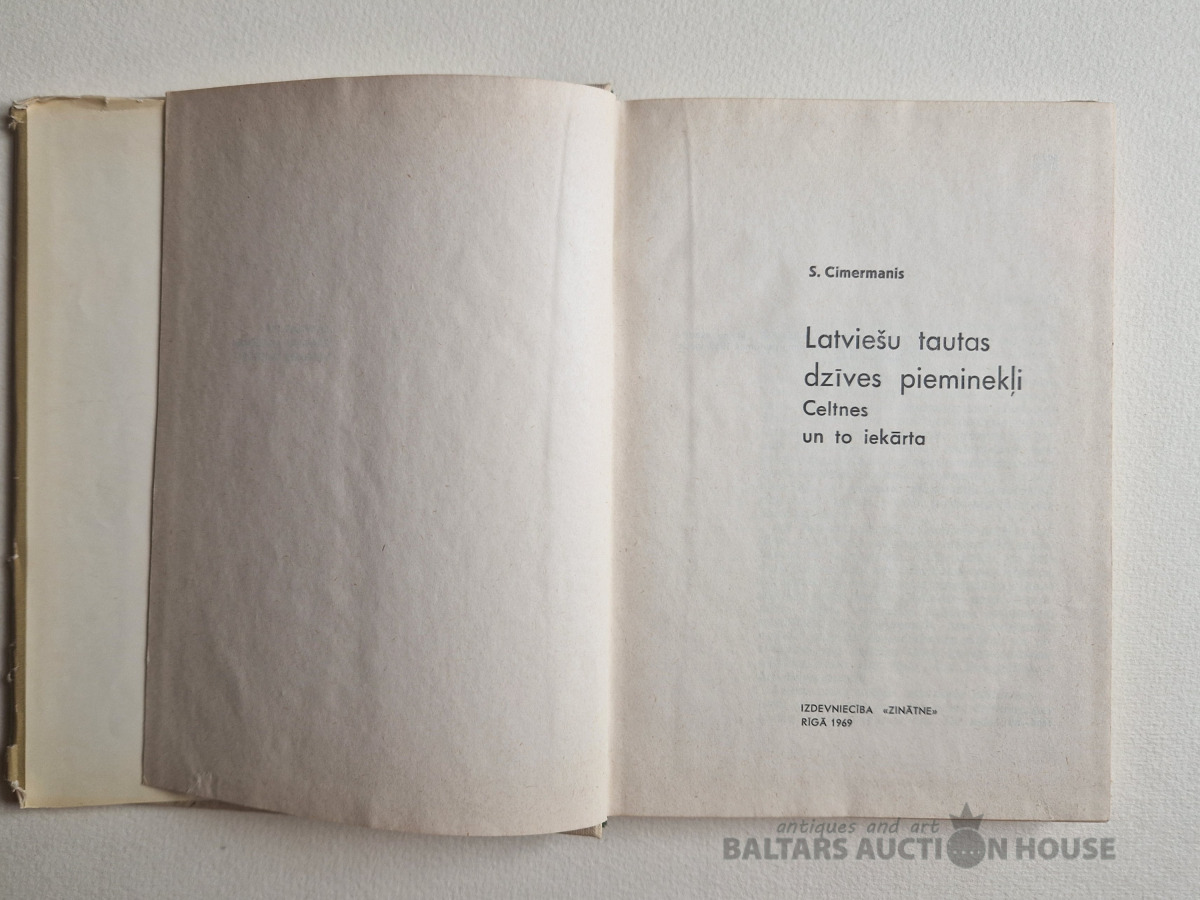 S. Cimermanis
Latviešu tautas
dzīves pieminekļi
Celtnes
un to iekārta
IZDEVNIECĪBA «ZINĀTNE»
RĪGĀ 1969
antiques and art
BALTARS AUCTION HOUSE